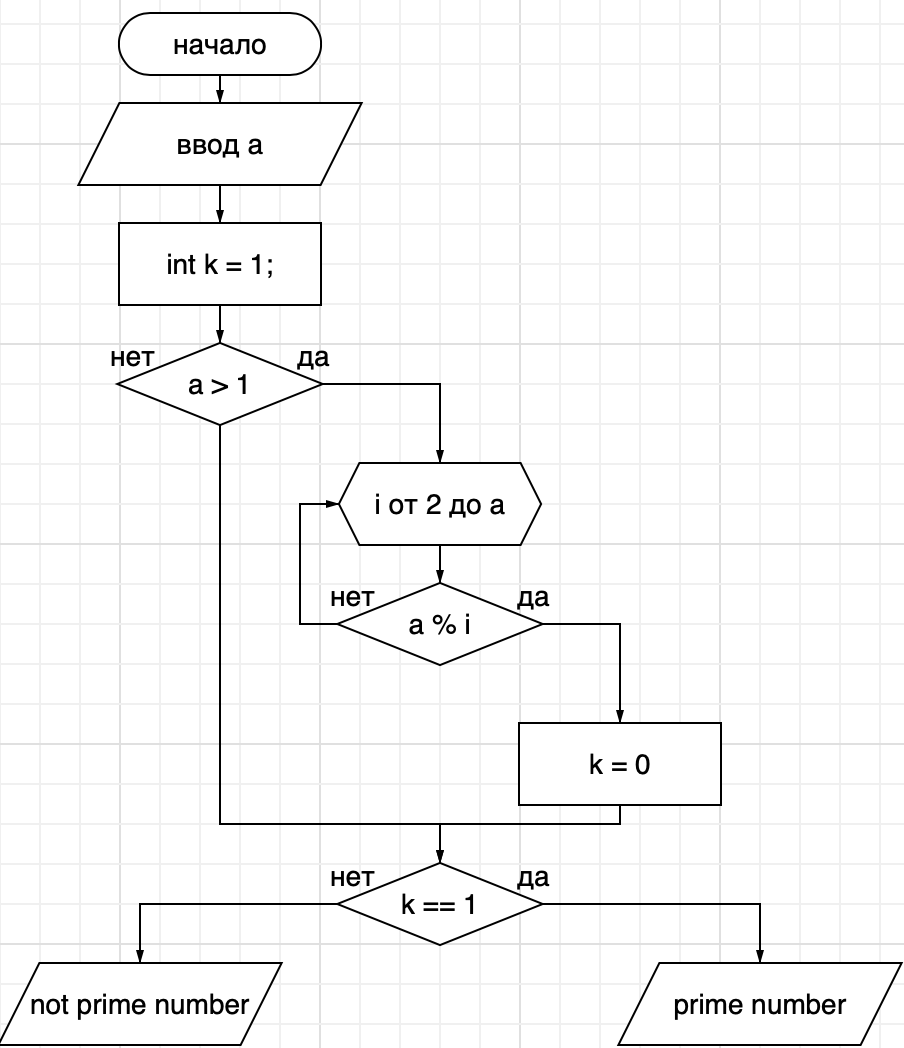 начало
ввод a
int k = 1;
нет
да
a > 1
i от 2 до a
нет
да
a % i
k = 0
нет
да
k == 1
not prime number
prime number